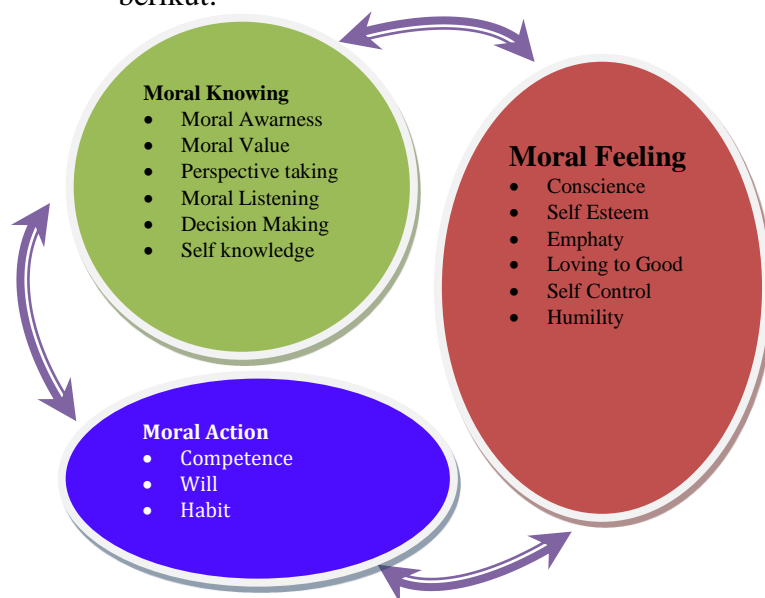 berikut:
Moral Knowing
• Moral Awarness
• Moral Value
• Perspective taking
• Moral Listening
• Decision Making
• Self knowledge
Moral Feeling
• Conscience
• Self Esteem
• Emphaty
• Loving to Good
• Self Control
• Humility
Moral Action
• Competence
• Will
• Habit